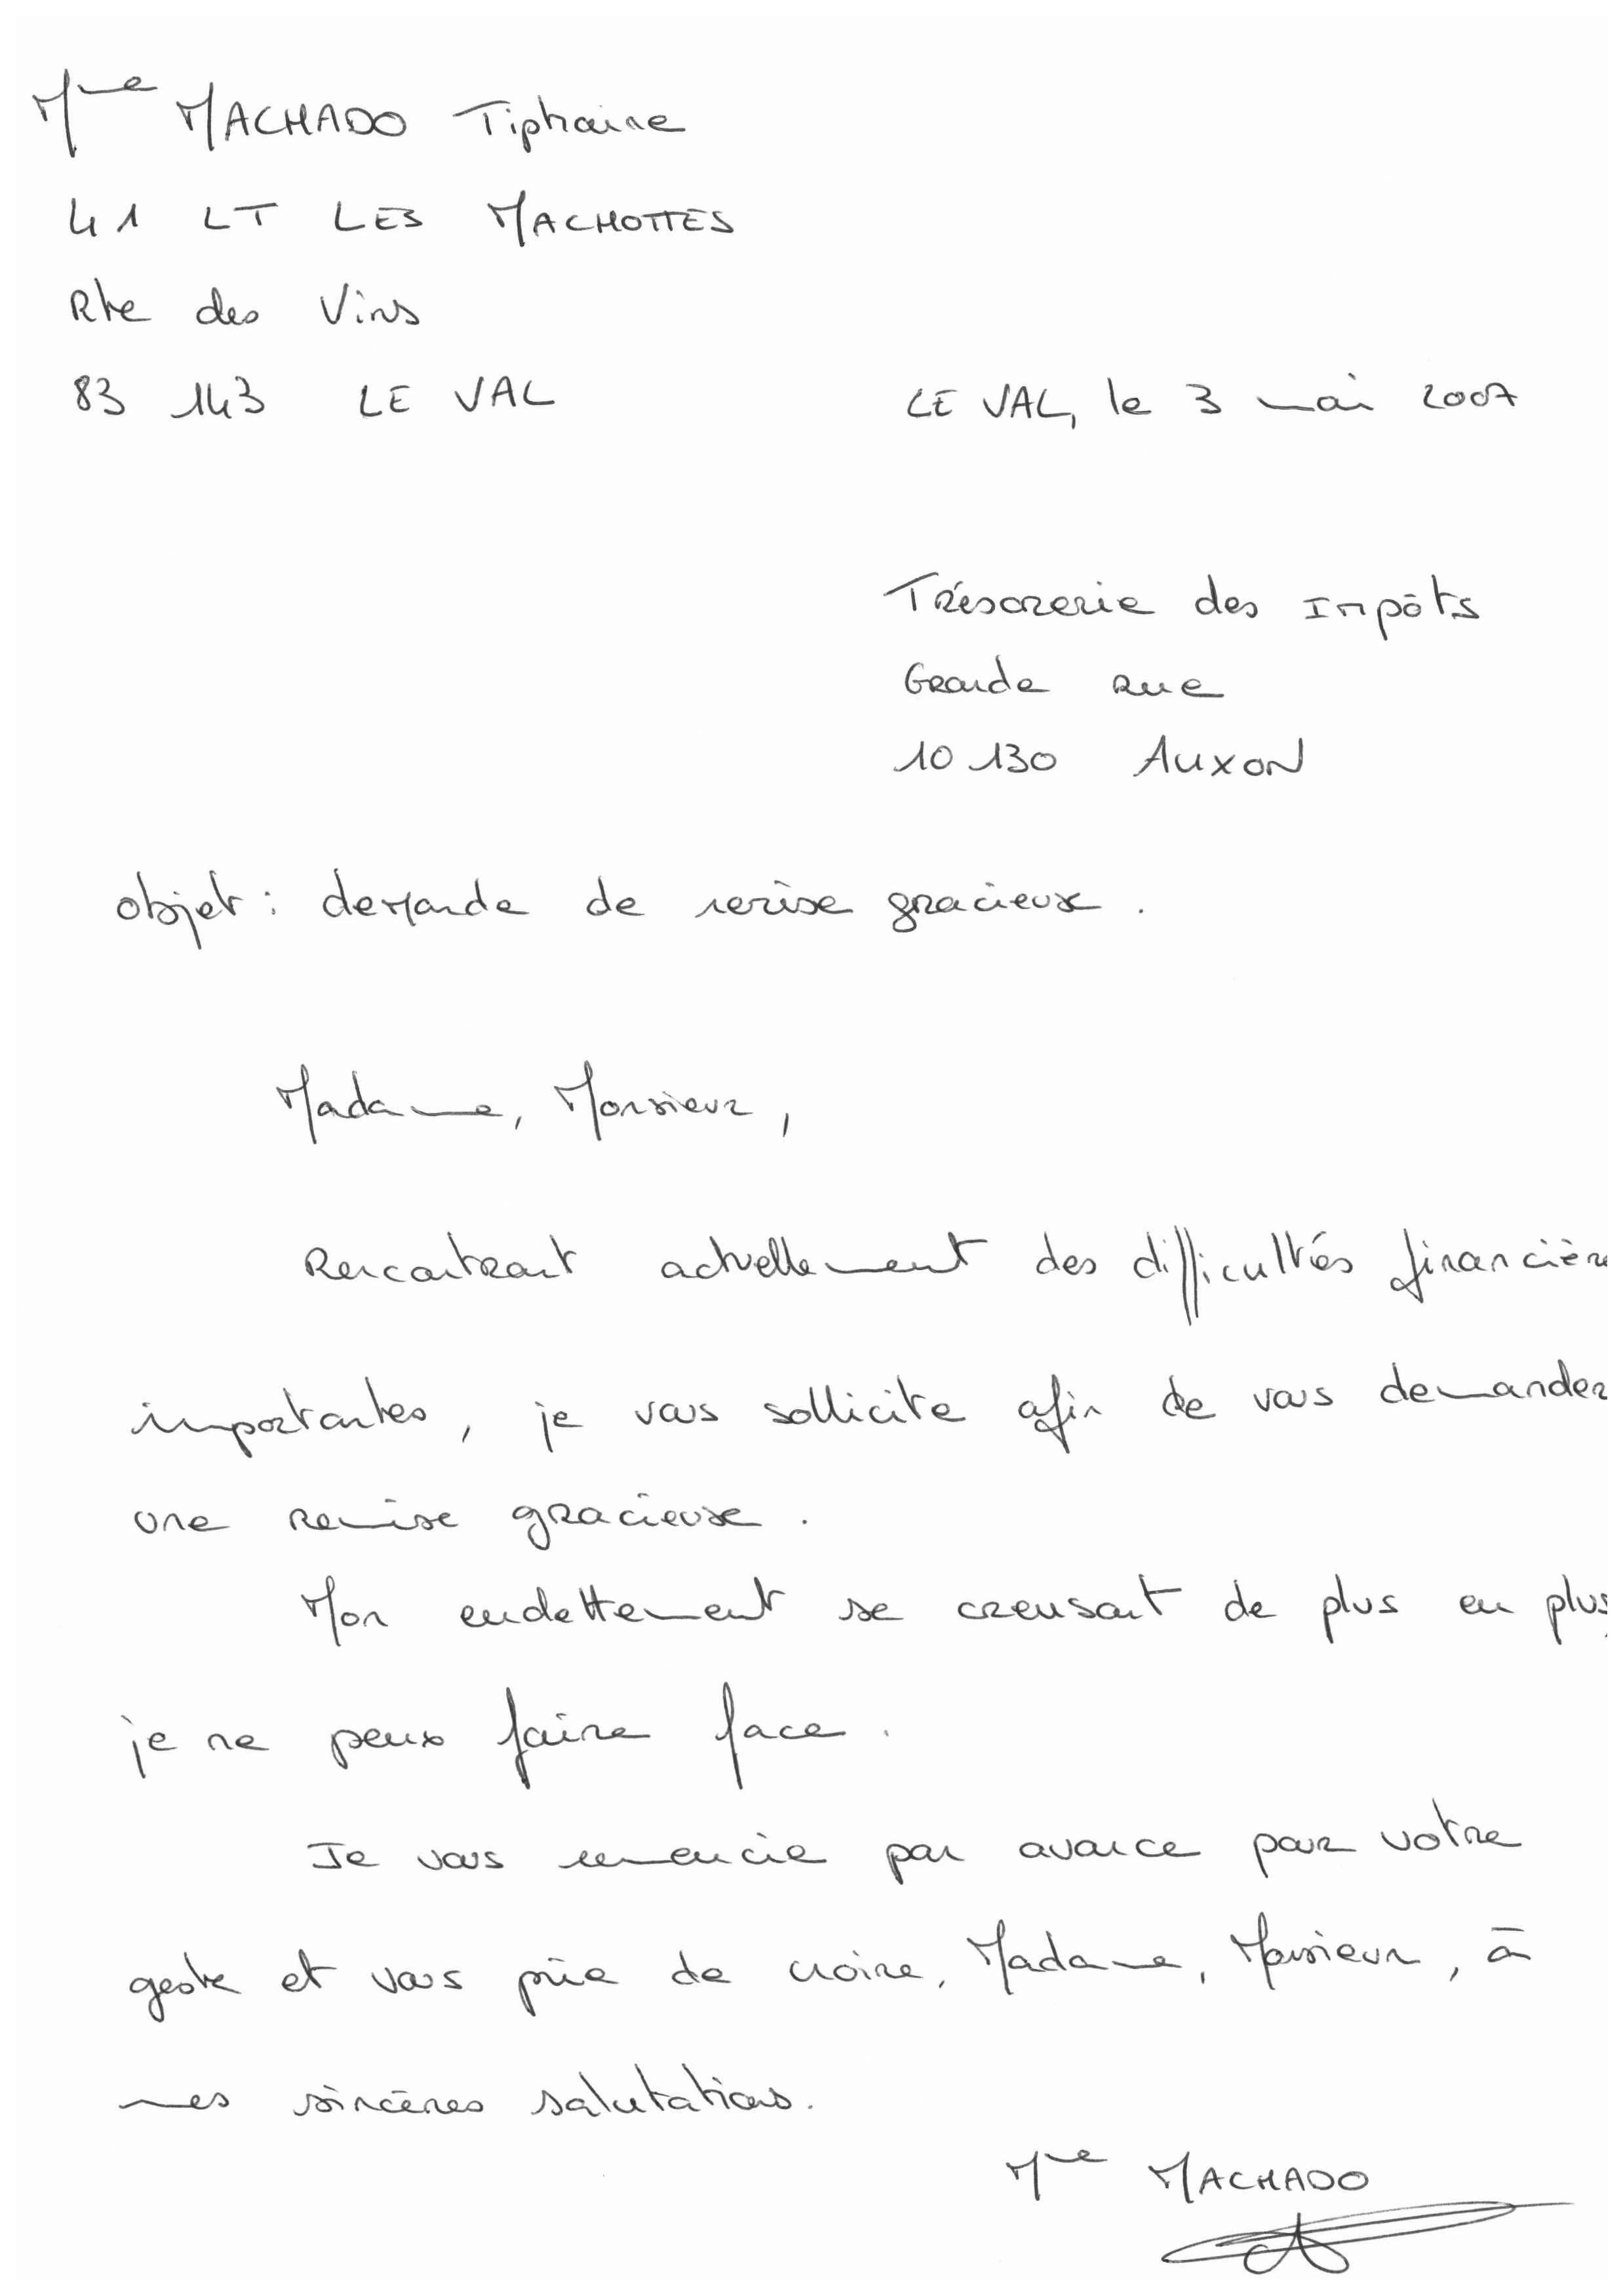 Mme MACHADO Tiphaine
41 LT LES MACHOTTES
Rte des Vins
83 143 LE VAL
LE VAL, le 3 mai 2007
Trésorerie des Impôts
Grande Rue
10 130 AUXON
objet : demande de remise gracieuse.
Madame, Monsieur,
Rencontrant actuellement des difficultés financièr
importantes, je vous sollicite afin de vous demander
une remise gracieuse.
Mon endettement se creusant de plus en plus,
je ne peux faire face.
Je vous remercie par avance pour votre
geste et vous prie de croire, Madame, Monsieur, à
mes sincères salutations.
Mme MACHADO